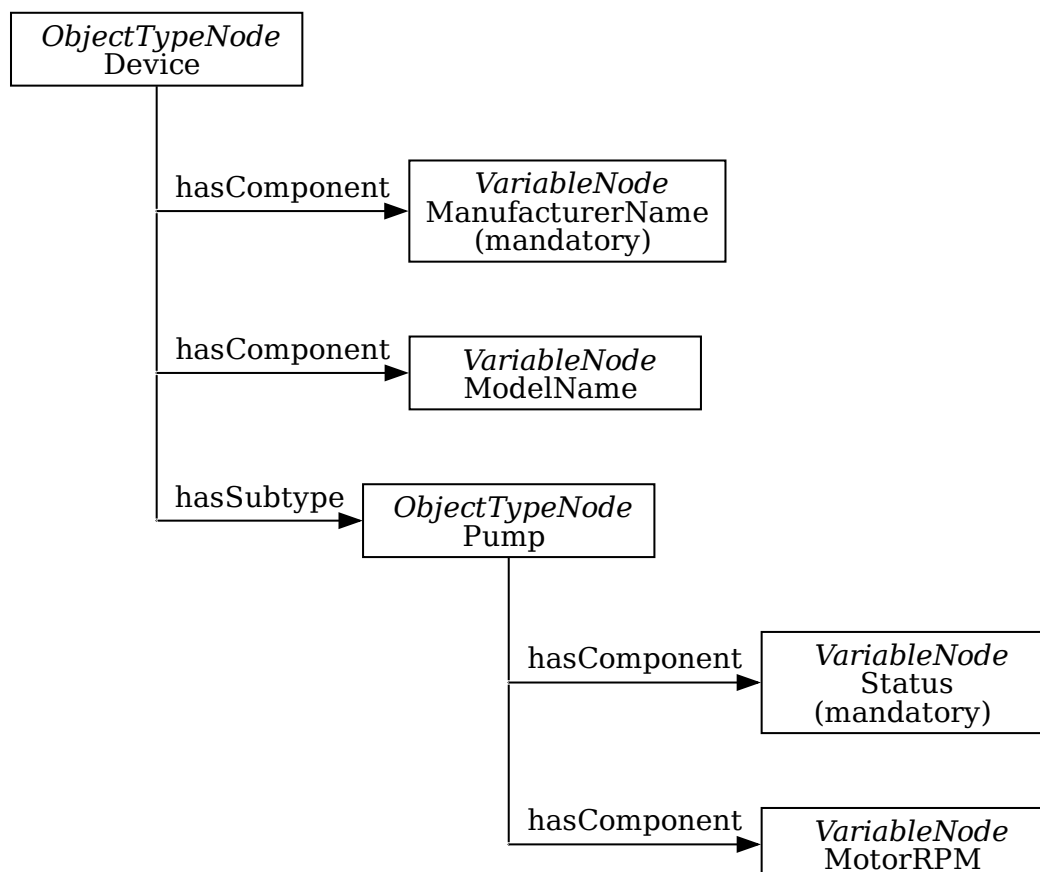 ObjectTypeNode
Device
hasComponent
VariableNode
ManufacturerName
(mandatory)
hasComponent
VariableNode
ModelName
hasSubtype
ObjectTypeNode
Pump
hasComponent
VariableNode
Status
(mandatory)
hasComponent
VariableNode
MotorRPM